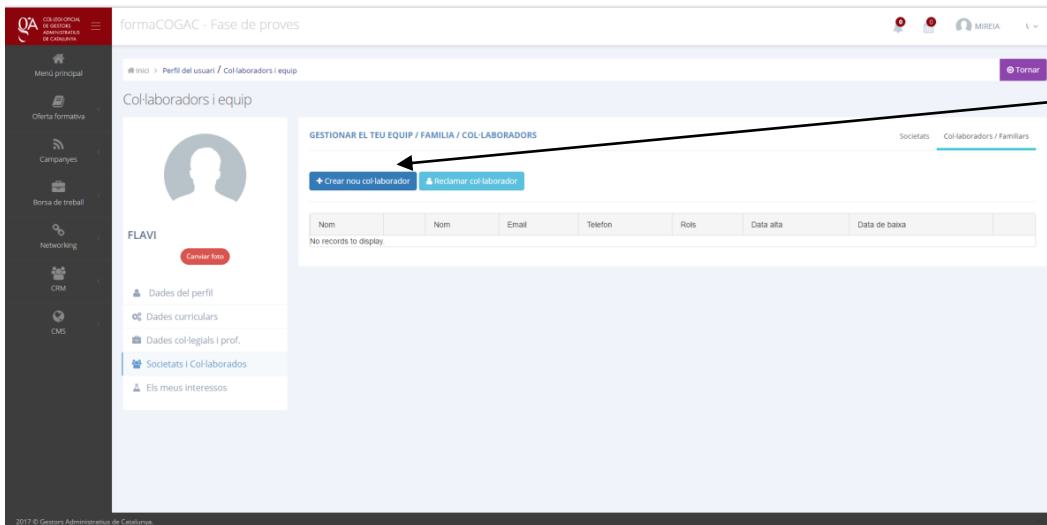 COL·LEGI OFICIAL
DE GESTORS
ADMINISTRATIUS
DE CATALUNYA
formaCOGAC - Fase de proves
0
0
MIREIA
Menú principal
Oferta formativa
Campanyes
Borsa de treball
Networking
CRM
CMS
Inici > Perfil del usuari / Col·laboradors i equip
Tornar
Col·laboradors i equip
FLAVI
Canviar foto
Dades del perfil
Dades curriculars
Dades col·legials i prof.
Societats i Col·laborados
Els meus interessos
GESTIONAR EL TEU EQUIP / FAMILIA / COL·LABORADORS
Societats Col·laboradors / Familiars
+ Crear nou col·laborador Reclamar col·laborador
Nom Nom Email Telefon Rols Data alta Data de baixa
No records to display.
2017 © Gestors Administratius de Catalunya.